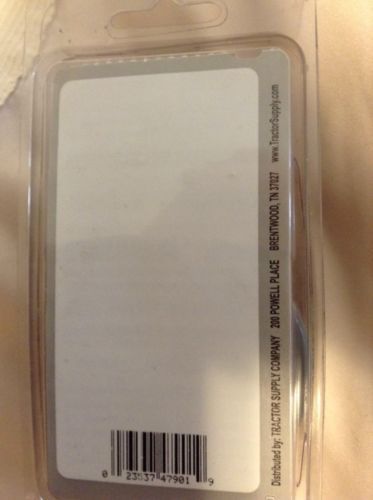 Distributed by: TRACTOR SUPPLY COMPANY 200 POWELL PLACE BRENTWOOD, TN 37027 www.TractorSupply.com
0 23537 47901 9